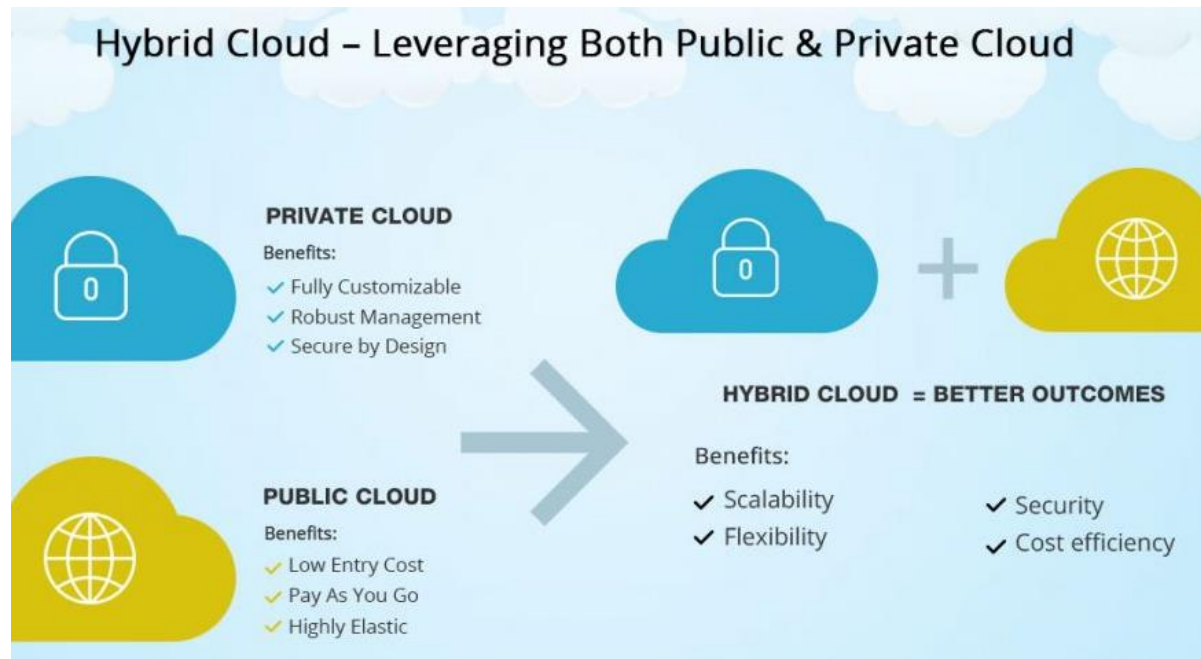 Hybrid Cloud – Leveraging Both Public & Private Cloud
PRIVATE CLOUD
Benefits:
Fully Customizable
Robust Management
Secure by Design
PUBLIC CLOUD
Benefits:
Low Entry Cost
Pay As You Go
Highly Elastic
HYBRID CLOUD = BETTER OUTCOMES
Benefits:
Scalability
Flexibility
Security
Cost efficiency